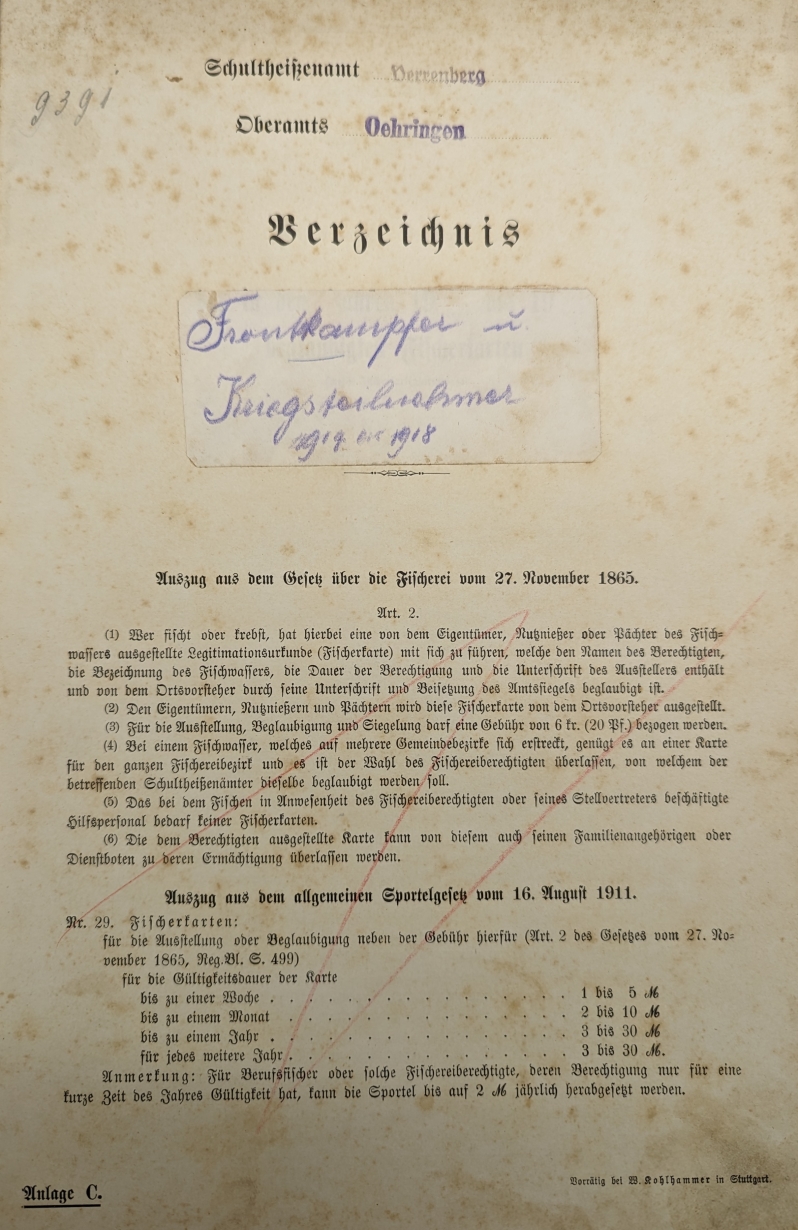 9391
Schultheißenamt Verrenberg
Oberamts Oehringen
Verzeichnis
Frontkämpfer u
Kriegsteilnehmer
1918
Auszug aus dem Gesetz über die Fischerei vom 27. November 1865.
Art. 2.
(1) Wer fischt oder krebst, hat hierbei eine von dem Eigentümer, Nutznießer oder Pächter des Fisch-
wassers ausgestellte Legitimationsurkunde (Fischerkarte) mit sich zu führen, welche den Namen des Berechtigten,
die Bezeichnung des Fischwassers, die Dauer der Berechtigung und die Unterschrift des Ausstellers enthält
und von dem Ortsvorsteher durch seine Unterschrift und Beisetzung des Amtssiegels beglaubigt ist.
(2) Den Eigentümern, Nutznießern und Pächtern wird diese Fischerkarte von dem Ortsvorsteher ausgestellt.
(3) Für die Ausstellung, Beglaubigung und Siegelung darf eine Gebühr von 6 kr. (20 Pf.) bezogen werden.
(4) Bei einem Fischwasser, welches auf mehrere Gemeindebezirke sich erstreckt, genügt es an einer Karte
für den ganzen Fischereibezirk und es ist der Wahl des Fischereiberechtigten überlassen, von welchem der
betreffenden Schultheißenämter dieselbe beglaubigt werden soll.
(5) Das bei dem Fischen in Anwesenheit des Fischereiberechtigten oder seines Stellvertreters beschäftigte
Hilfspersonal bedarf keiner Fischerkarten.
(6) Die dem Berechtigten ausgestellte Karte kann von diesem auch seinen Familienangehörigen oder
Dienstboten zu deren Ermächtigung überlassen werden.
Auszug aus dem allgemeinen Sportelgesetz vom 16. August 1911.
Nr. 29. Fischerkarten:
für die Ausstellung oder Beglaubigung neben der Gebühr hierfür (Art. 2 des Gesetzes vom 27. No-
vember 1865, Reg.Bl. S. 499)
für die Gültigkeitsdauer der Karte
bis zu einer Woche . . . . . . . . . . . . . . . . 1 bis 5 ℳ
bis zu einem Monat . . . . . . . . . . . . . . . 2 bis 10 ℳ
bis zu einem Jahr . . . . . . . . . . . . . . . . 3 bis 30 ℳ
für jedes weitere Jahr . . . . . . . . . . . . . . . 3 bis 30 ℳ.
Anmerkung: Für Berufsfischer oder solche Fischereiberechtigte, deren Berechtigung nur für eine
kurze Zeit des Jahres Gültigkeit hat, kann die Sportel bis auf 2 ℳ jährlich herabgesetzt werden.
Anlage C.
Vorrätig bei W. Kohlhammer in Stuttgart.